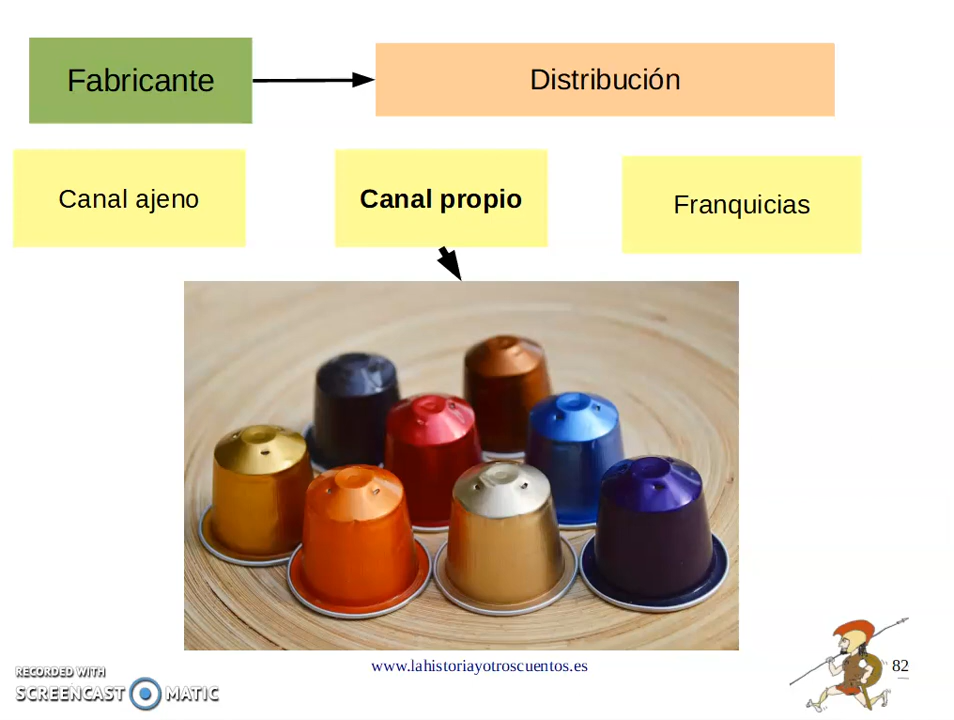 Fabricante
Distribución
Canal ajeno
Canal propio
Franquicias
www.lahistoriayotroscuentos.es
82
RECORDED WITH
SCREENCAST MATIC